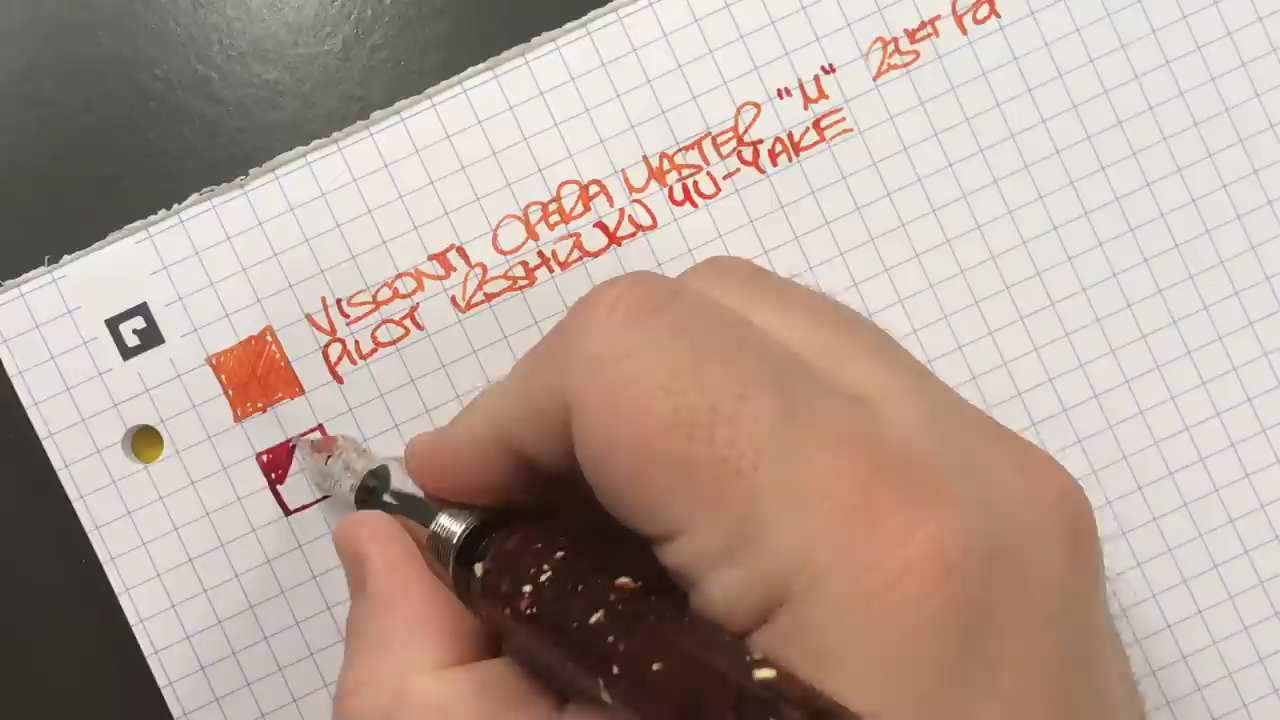 VISCONTI OPERA MASTER "M" 23KT Pd
PILOT IROSHIZUKU YU-YAKE